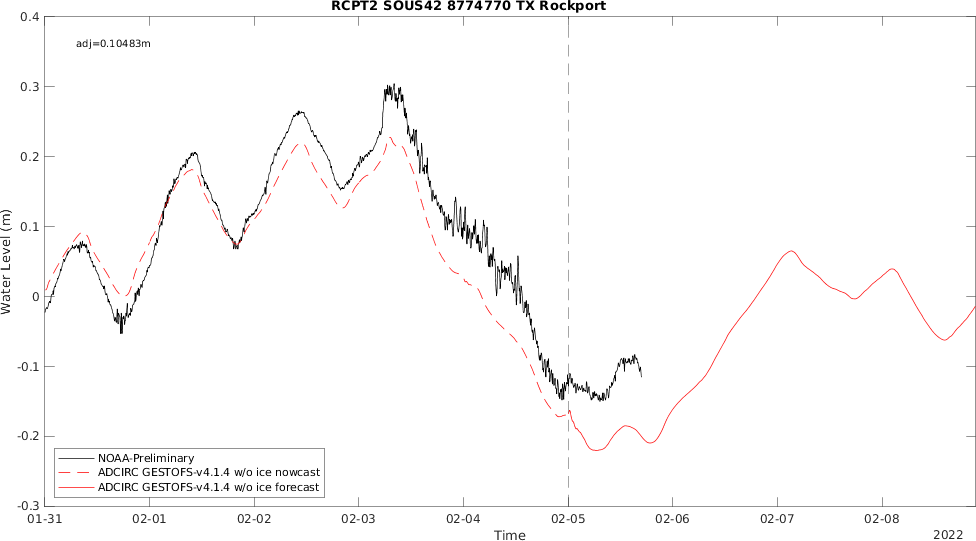 RCPT2 SOUS42 8774770 TX Rockport
adj=0.10483m
0.4
0.3
0.2
0.1
0
-0.1
-0.2
-0.3
Water Level (m)
NOAA-Preliminary
ADCIRC GESTOFS-v4.1.4 w/o ice nowcast
ADCIRC GESTOFS-v4.1.4 w/o ice forecast
01-31 02-01 02-02 02-03 02-04 02-05 02-06 02-07 02-08
Time
2022